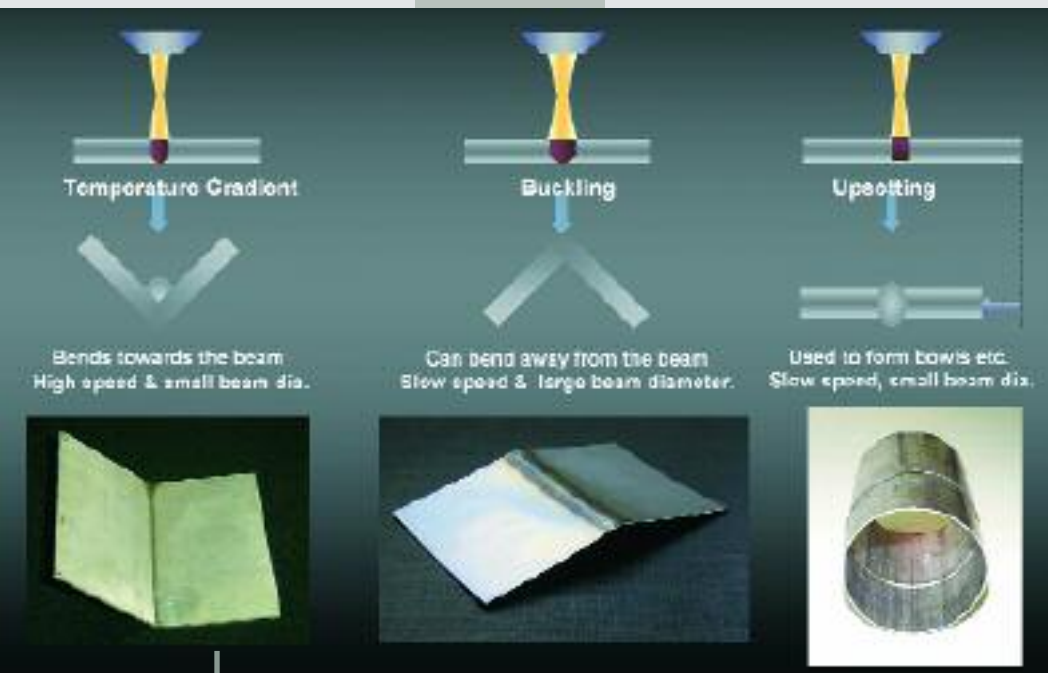 Temperature Gradient
Buckling
Upsetting
Bends towards the beam
High speed & small beam dia.
Can bend away from the beam
Slow speed & large beam diameter.
Used to form bowls etc.
Slow speed, small beam dia.